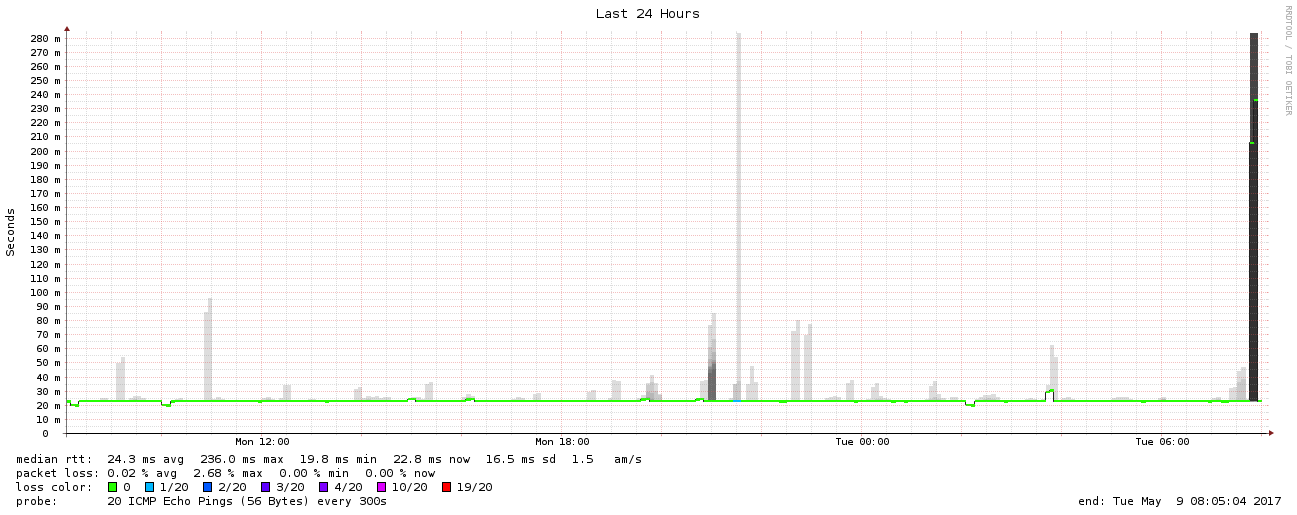 Last 24 Hours
RRDTOOL / TOBI OETIKER
Seconds
280 m
270 m
260 m
250 m
240 m
230 m
220 m
210 m
200 m
190 m
180 m
170 m
160 m
150 m
140 m
130 m
120 m
110 m
100 m
90 m
80 m
70 m
60 m
50 m
40 m
30 m
20 m
10 m
0
Mon 12:00 Mon 18:00 Tue 00:00 Tue 06:00
median rtt: 24.3 ms avg 236.0 ms max 19.8 ms min 22.8 ms now 16.5 ms sd 1.5 am/s
packet loss: 0.02 % avg 2.68 % max 0.00 % min 0.00 % now
loss color: 0 1/20 2/20 3/20 4/20 10/20 19/20
probe: 20 ICMP Echo Pings (56 Bytes) every 300s end: Tue May 9 08:05:04 2017